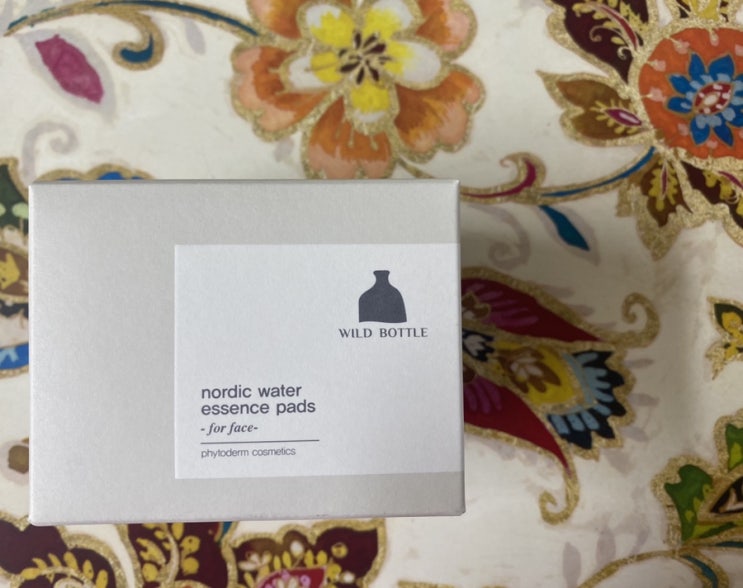 WILD BOTTLE
nordic water
essence pads
- for face-
phytoderm cosmetics